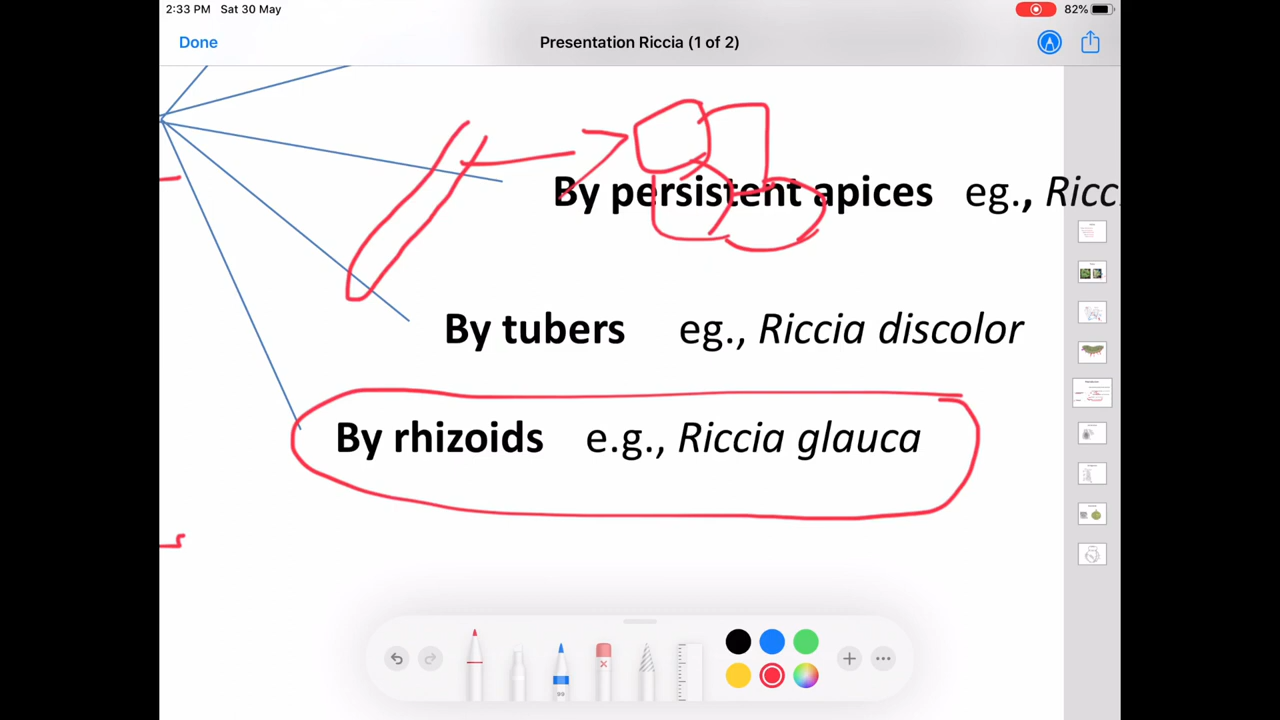 2:33 PM Sat 30 May 82%
Done Presentation Riccia (1 of 2)
By persistent apices eg., Ricci
By tubers eg., Riccia discolor
By rhizoids e.g., Riccia glauca